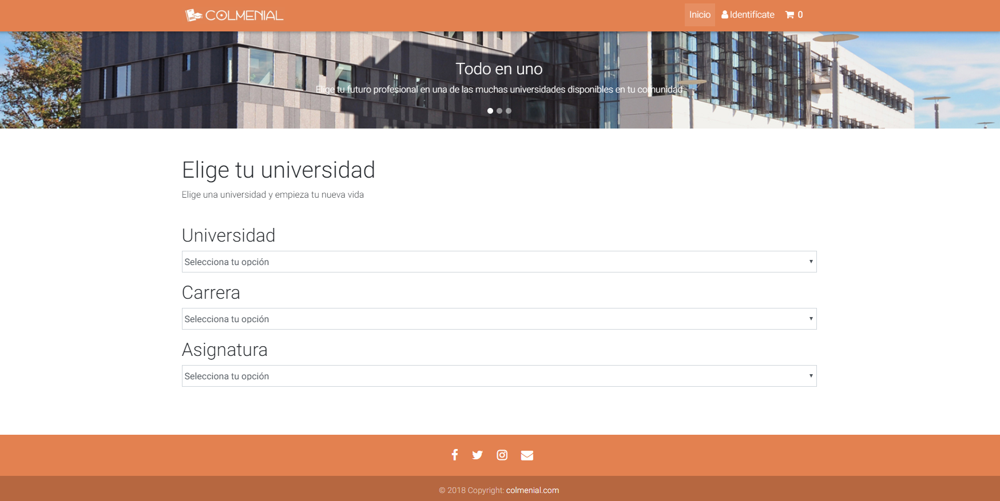 COLMENIAL
Inicio
Identifícate
0
Todo en uno
Elige tu futuro profesional en una de las muchas universidades disponibles en tu comunidad
Elige tu universidad
Elige una universidad y empieza tu nueva vida
Universidad
Selecciona tu opción
Carrera
Selecciona tu opción
Asignatura
Selecciona tu opción
© 2018 Copyright: colmenial.com